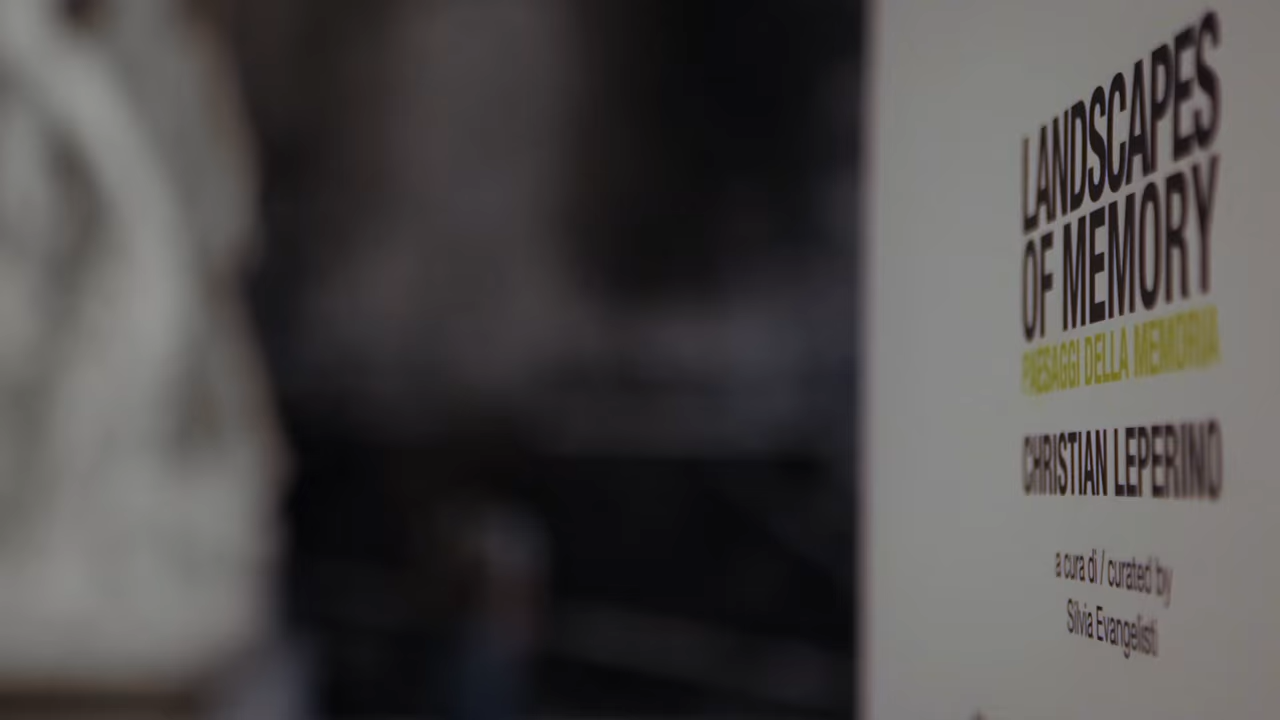 LANDSCAPES
OF MEMORY
PAESAGGI DELLA MEMORIA
CHRISTIAN LEPERINO
a cura di / curated by
Silvia Evangelisti